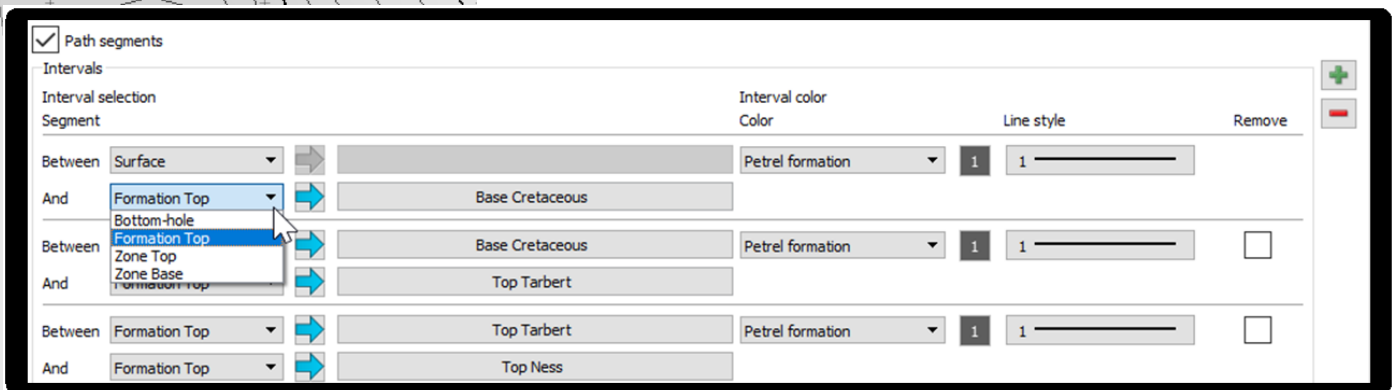 Path segments
Intervals
Interval selection Interval color
Segment Color Line style Remove
Between Surface Petrel formation 1 1
And Formation Top Base Cretaceous
Bottom-hole
Formation Top
Zone Top
Zone Base
Between Base Cretaceous Petrel formation 1 1
And Formation Top Top Tarbert
Between Formation Top Top Tarbert Petrel formation 1 1
And Formation Top Top Ness